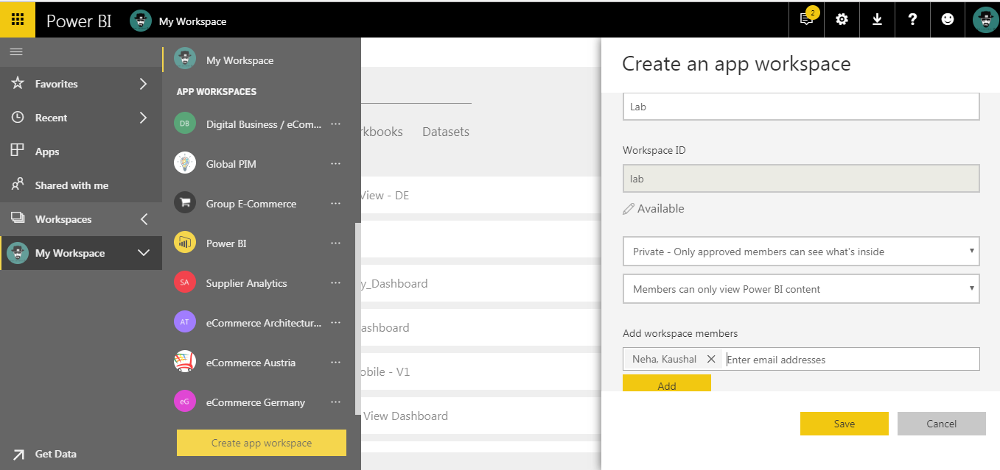 Power BI
My Workspace
2
Favorites
Recent
Apps
Shared with me
Workspaces
My Workspace
Get Data
My Workspace
APP WORKSPACES
DB Digital Business / eCom... ...
Global PIM ...
Group E-Commerce ...
Power BI ...
SA Supplier Analytics ...
AT eCommerce Architectur... ...
eCommerce Austria ...
eG eCommerce Germany ...
Create app workspace
rkbooks Datasets
View - DE
y_Dashboard
ashboard
obile - V1
View Dashboard
Create an app workspace
Lab
Workspace ID
lab
Available
Private - Only approved members can see what's inside
Members can only view Power BI content
Add workspace members
Neha, Kaushal Enter email addresses
Add
Save Cancel